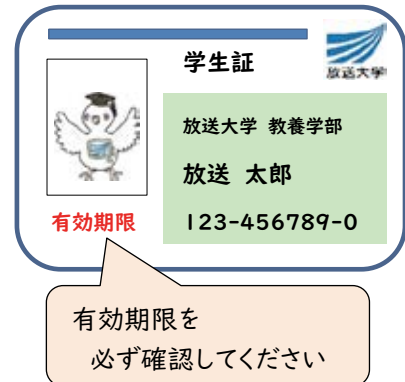 学生証
放送大学
放送大学 教養学部
放送 太郎
有効期限
123-456789-0
有効期限を
必ず確認してください